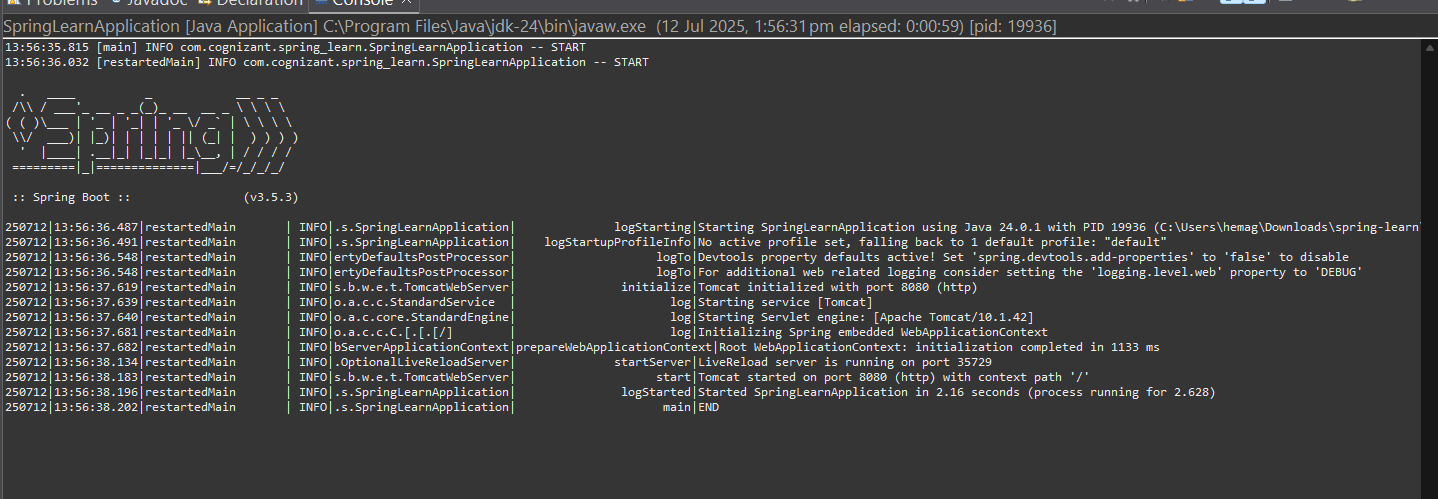 Problems Javadoc Declaration Console
SpringLearnApplication [Java Application] C:\Program Files\Java\jdk-24\bin\javaw.exe (12 Jul 2025, 1:56:31 pm elapsed: 0:00:59) [pid: 19936]
13:56:35.815 [main] INFO com.cognizant.spring_learn.SpringLearnApplication -- START
13:56:36.032 [restartedMain] INFO com.cognizant.spring_learn.SpringLearnApplication -- START
  .   ____          _            __ _ _
 /\\ / ___'_ __ _ _(_)_ __  __ _ \ \ \ \
( ( )\___ | '_ | '_| | '_ \/ _` | \ \ \ \
 \\/  ___)| |_)| | | | | || (_| |  ) ) ) )
  '  |____| .__|_| |_|_| |_\__, | / / / /
 =========|_|==============|___/=/_/_/_/
 :: Spring Boot ::                (v3.5.3)
250712|13:56:36.487|restartedMain       | INFO|.s.SpringLearnApplication|              logStarting|Starting SpringLearnApplication using Java 24.0.1 with PID 19936 (C:\Users\hemag\Downloads\spring-learn
250712|13:56:36.491|restartedMain       | INFO|.s.SpringLearnApplication|    logStartupProfileInfo|No active profile set, falling back to 1 default profile: "default"
250712|13:56:36.548|restartedMain       | INFO|ertyDefaultsPostProcessor|                    logTo|Devtools property defaults active! Set 'spring.devtools.add-properties' to 'false' to disable
250712|13:56:36.548|restartedMain       | INFO|ertyDefaultsPostProcessor|                    logTo|For additional web related logging consider setting the 'logging.level.web' property to 'DEBUG'
250712|13:56:37.619|restartedMain       | INFO|s.b.w.e.t.TomcatWebServer|               initialize|Tomcat initialized with port 8080 (http)
250712|13:56:37.639|restartedMain       | INFO|o.a.c.c.StandardService  |                      log|Starting service [Tomcat]
250712|13:56:37.640|restartedMain       | INFO|o.a.c.core.StandardEngine|                      log|Starting Servlet engine: [Apache Tomcat/10.1.42]
250712|13:56:37.681|restartedMain       | INFO|o.a.c.c.C.[.[.[/]        |                      log|Initializing Spring embedded WebApplicationContext
250712|13:56:37.682|restartedMain       | INFO|bServerApplicationContext|prepareWebApplicationContext|Root WebApplicationContext: initialization completed in 1133 ms
250712|13:56:38.134|restartedMain       | INFO|.OptionalLiveReloadServer|              startServer|LiveReload server is running on port 35729
250712|13:56:38.183|restartedMain       | INFO|s.b.w.e.t.TomcatWebServer|                    start|Tomcat started on port 8080 (http) with context path '/'
250712|13:56:38.196|restartedMain       | INFO|.s.SpringLearnApplication|               logStarted|Started SpringLearnApplication in 2.16 seconds (process running for 2.628)
250712|13:56:38.202|restartedMain       | INFO|.s.SpringLearnApplication|                     main|END